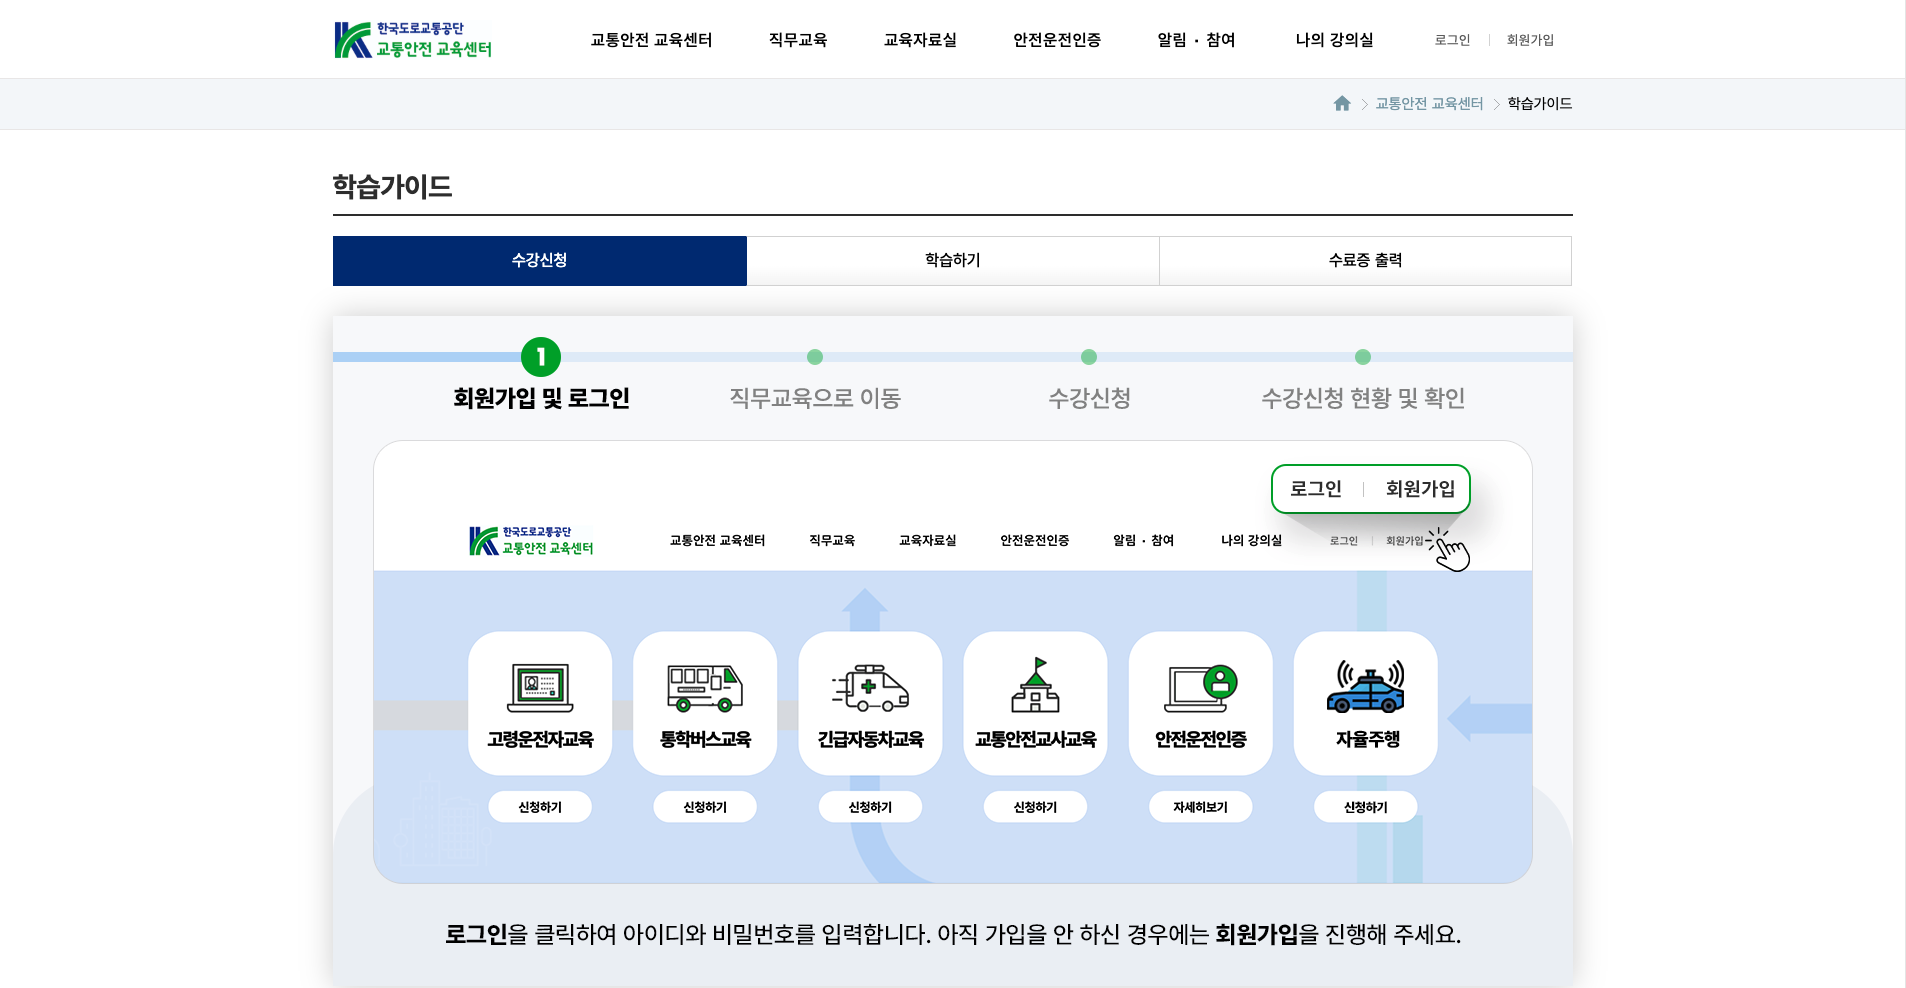 한국도로교통공단
교통안전 교육센터
교통안전 교육센터 직무교육 교육자료실 안전운전인증 알림 · 참여 나의 강의실 로그인 회원가입
교통안전 교육센터 학습가이드
학습가이드
수강신청 학습하기 수료증 출력
1
회원가입 및 로그인 직무교육으로 이동 수강신청 수강신청 현황 및 확인
로그인 회원가입
한국도로교통공단
교통안전 교육센터
교통안전 교육센터 직무교육 교육자료실 안전운전인증 알림 · 참여 나의 강의실 로그인 회원가입
고령운전자교육 통학버스교육 긴급자동차교육 교통안전교사교육 안전운전인증 자율주행
신청하기 신청하기 신청하기 신청하기 자세히보기 신청하기
로그인을 클릭하여 아이디와 비밀번호를 입력합니다. 아직 가입을 안 하신 경우에는 회원가입을 진행해 주세요.